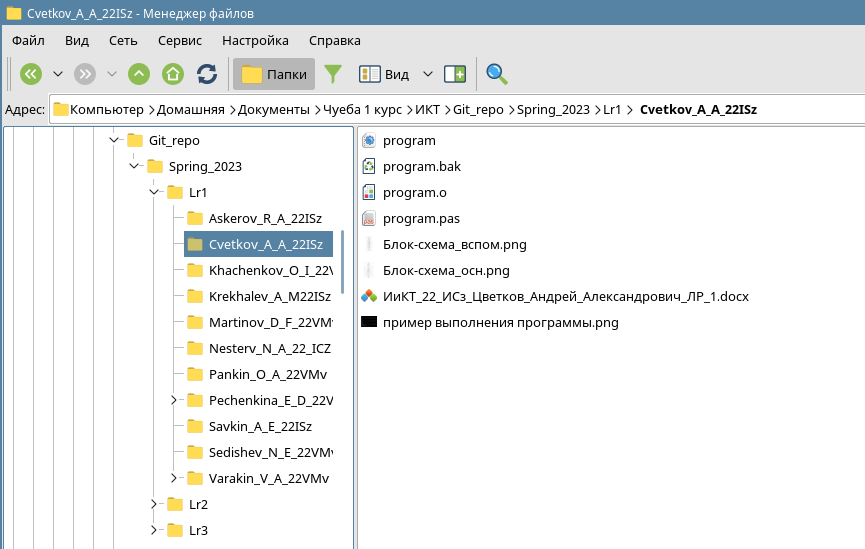 Cvetkov_A_A_22ISz - Менеджер файлов
Файл Вид Сеть Сервис Настройка Справка
Папки Вид
Адрес: Компьютер Домашняя Документы Чуеба 1 курс ИКТ Git_repo Spring_2023 Lr1 Cvetkov_A_A_22ISz
Git_repo
Spring_2023
Lr1
Askerov_R_A_22ISz
Cvetkov_A_A_22ISz
Khachenkov_O_I_22V
Krekhalev_A_M22ISz
Martinov_D_F_22VM
Nesterv_N_A_22_ICZ
Pankin_O_A_22VMv
Pechenkina_E_D_22V
Savkin_A_E_22ISz
Sedishev_N_E_22VMv
Varakin_V_A_22VMv
Lr2
Lr3
program
program.bak
program.o
program.pas
Блок-схема_вспом.png
Блок-схема_осн.png
ИиКТ_22_ИСз_Цветков_Андрей_Александрович_ЛР_1.docx
пример выполнения программы.png